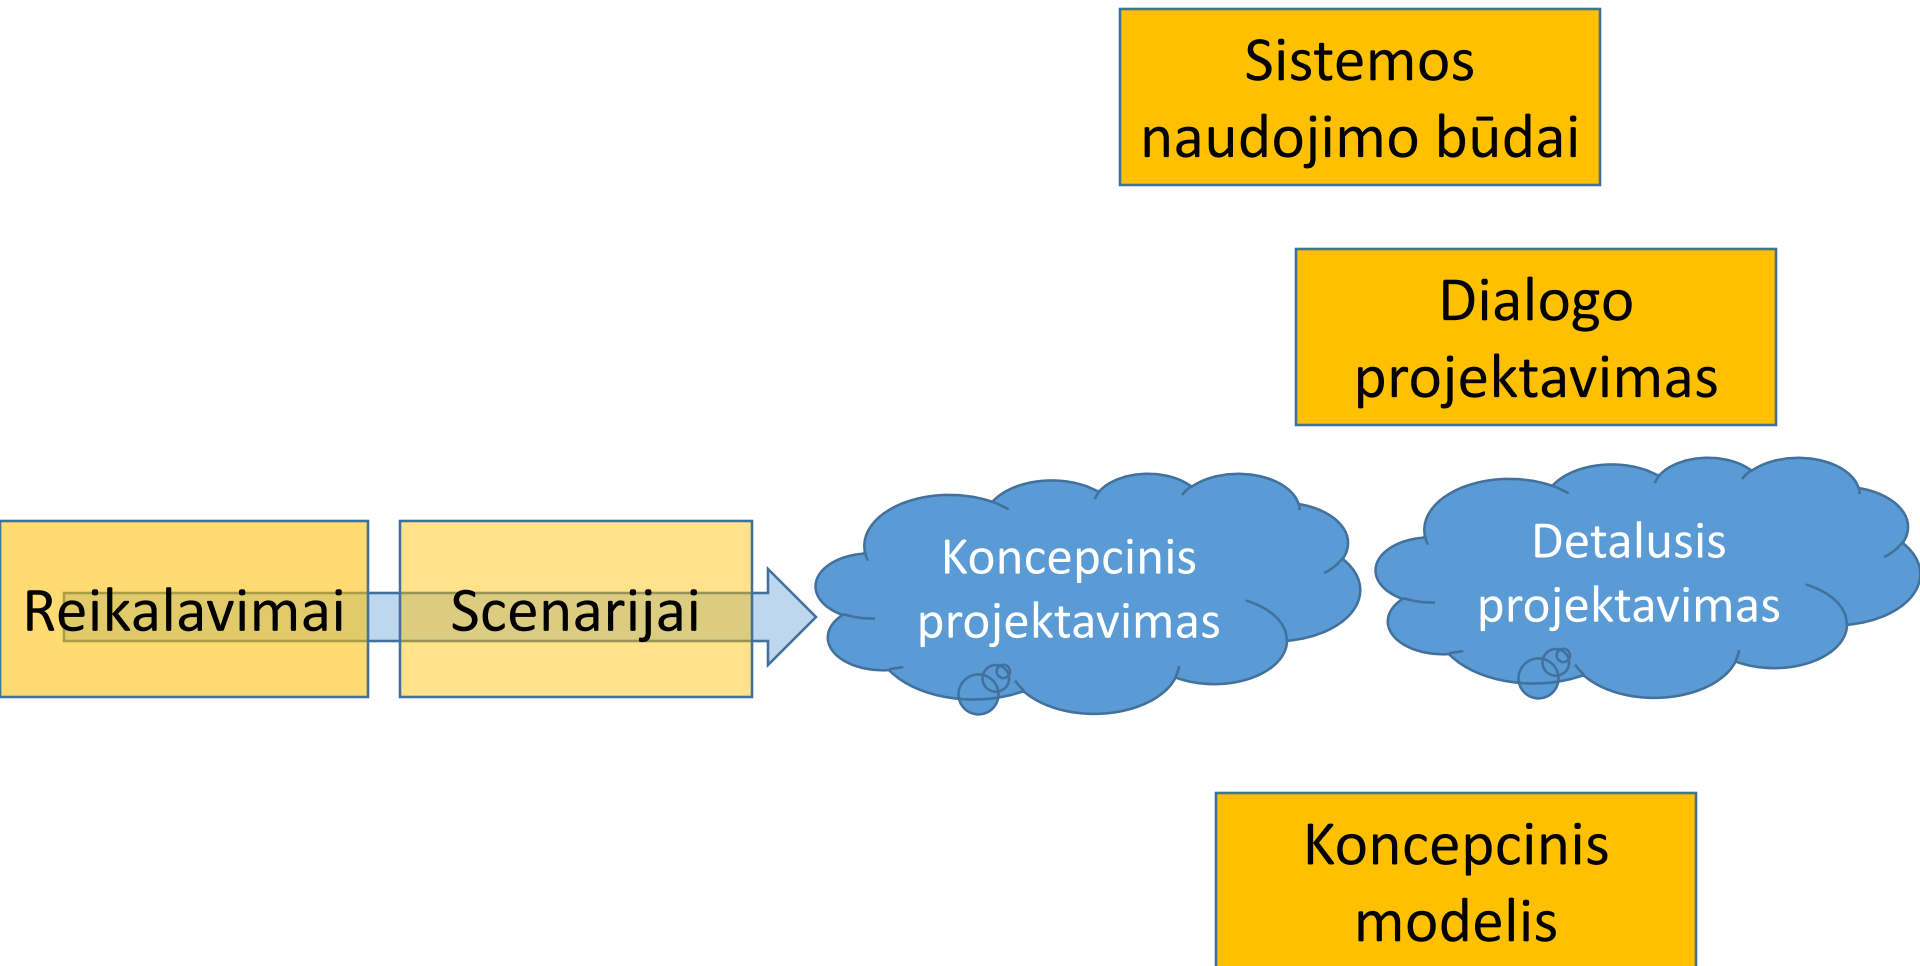 Sistemos
naudojimo būdai
Dialogo
projektavimas
Reikalavimai
Scenarijai
Koncepcinis
projektavimas
Detalusis
projektavimas
Koncepcinis
modelis